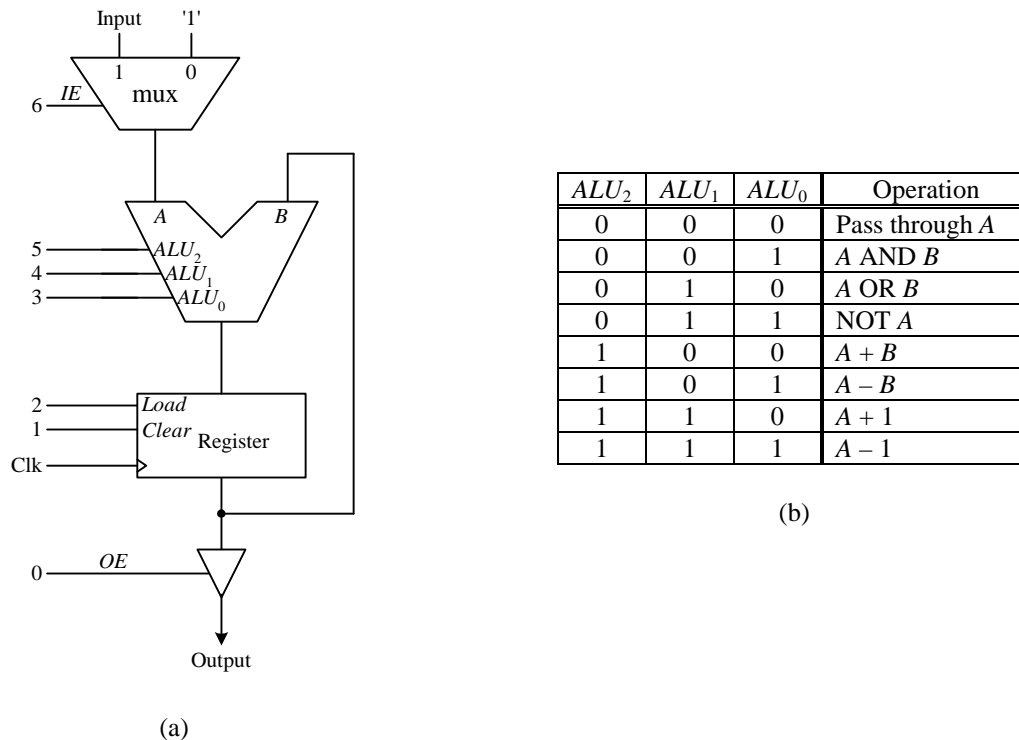 Input '1'
1 0
mux
6 IE
A B
5 ALU2
4 ALU1
3 ALU0
2 Load
1 Clear Register
Clk
0 OE
Output
(a)
ALU2 ALU1 ALU0 Operation
0 0 0 Pass through A
0 0 1 A AND B
0 1 0 A OR B
0 1 1 NOT A
1 0 0 A + B
1 0 1 A – B
1 1 0 A + 1
1 1 1 A – 1
(b)